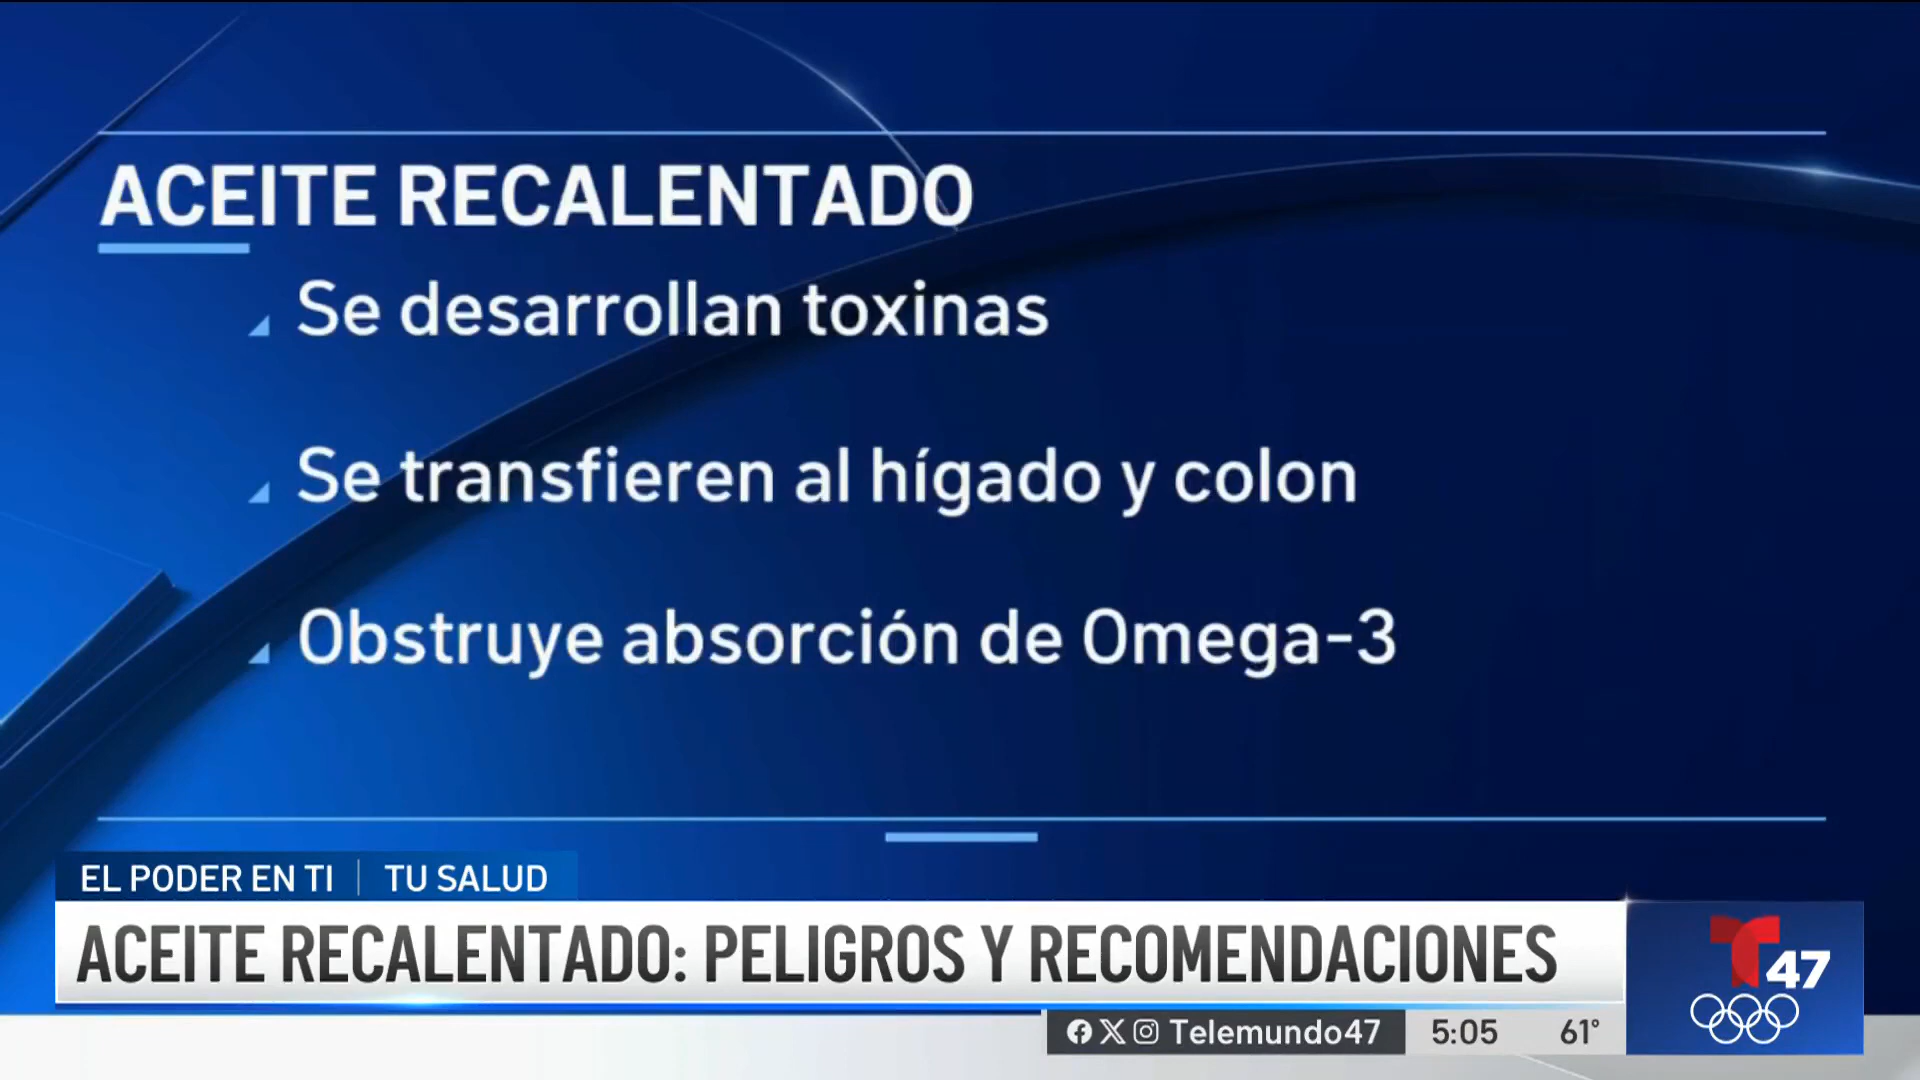 ACEITE RECALENTADO
Se desarrollan toxinas
Se transfieren al hígado y colon
Obstruye absorción de Omega-3
EL PODER EN TI | TU SALUD
ACEITE RECALENTADO: PELIGROS Y RECOMENDACIONES
T47
Telemundo47 5:05 61°